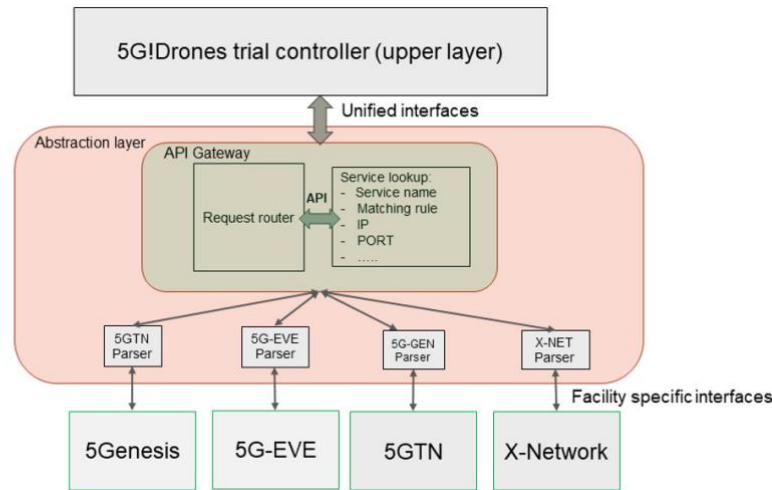 5G!Drones trial controller (upper layer)
Unified interfaces
Abstraction layer
API Gateway
Request router
API
Service lookup:
- Service name
- Matching rule
- IP
- PORT
- .....
5GTN
Parser
5G-EVE
Parser
5G-GEN
Parser
X-NET
Parser
Facility specific interfaces
5Genesis
5G-EVE
5GTN
X-Network